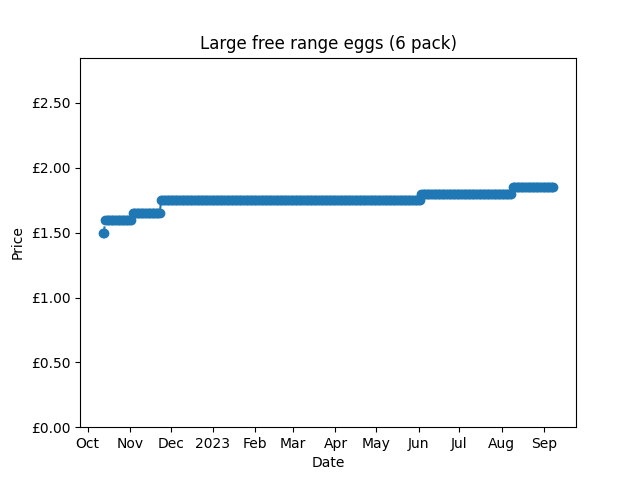 Large free range eggs (6 pack)
£2.50
£2.00
£1.50
£1.00
£0.50
£0.00
Price
Oct Nov Dec 2023 Feb Mar Apr May Jun Jul Aug Sep
Date